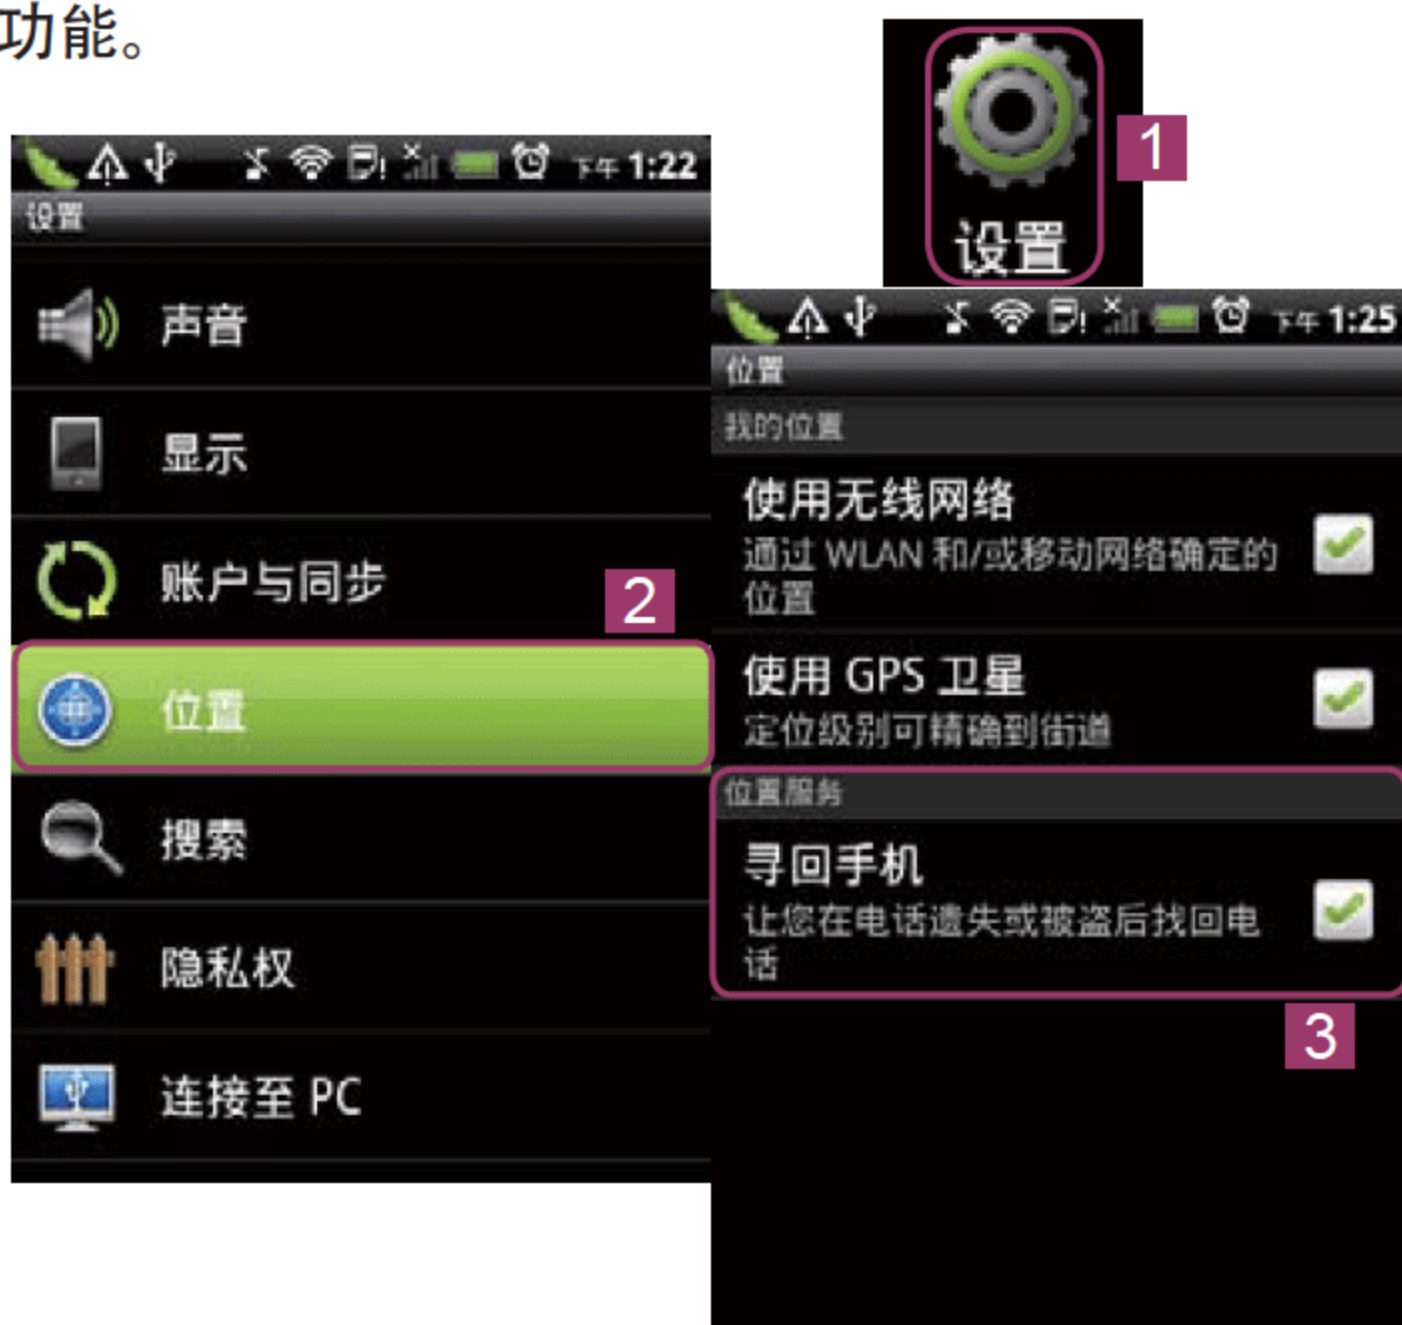 功能。
设置
1
下午 1:22
设置
声音
显示
账户与同步
2
位置
搜索
隐私权
连接至 PC
下午 1:25
位置
我的位置
使用无线网络
通过 WLAN 和/或移动网络确定的
位置
使用 GPS 卫星
定位级别可精确到街道
位置服务
寻回手机
让您在电话遗失或被盗后找回电
话
3